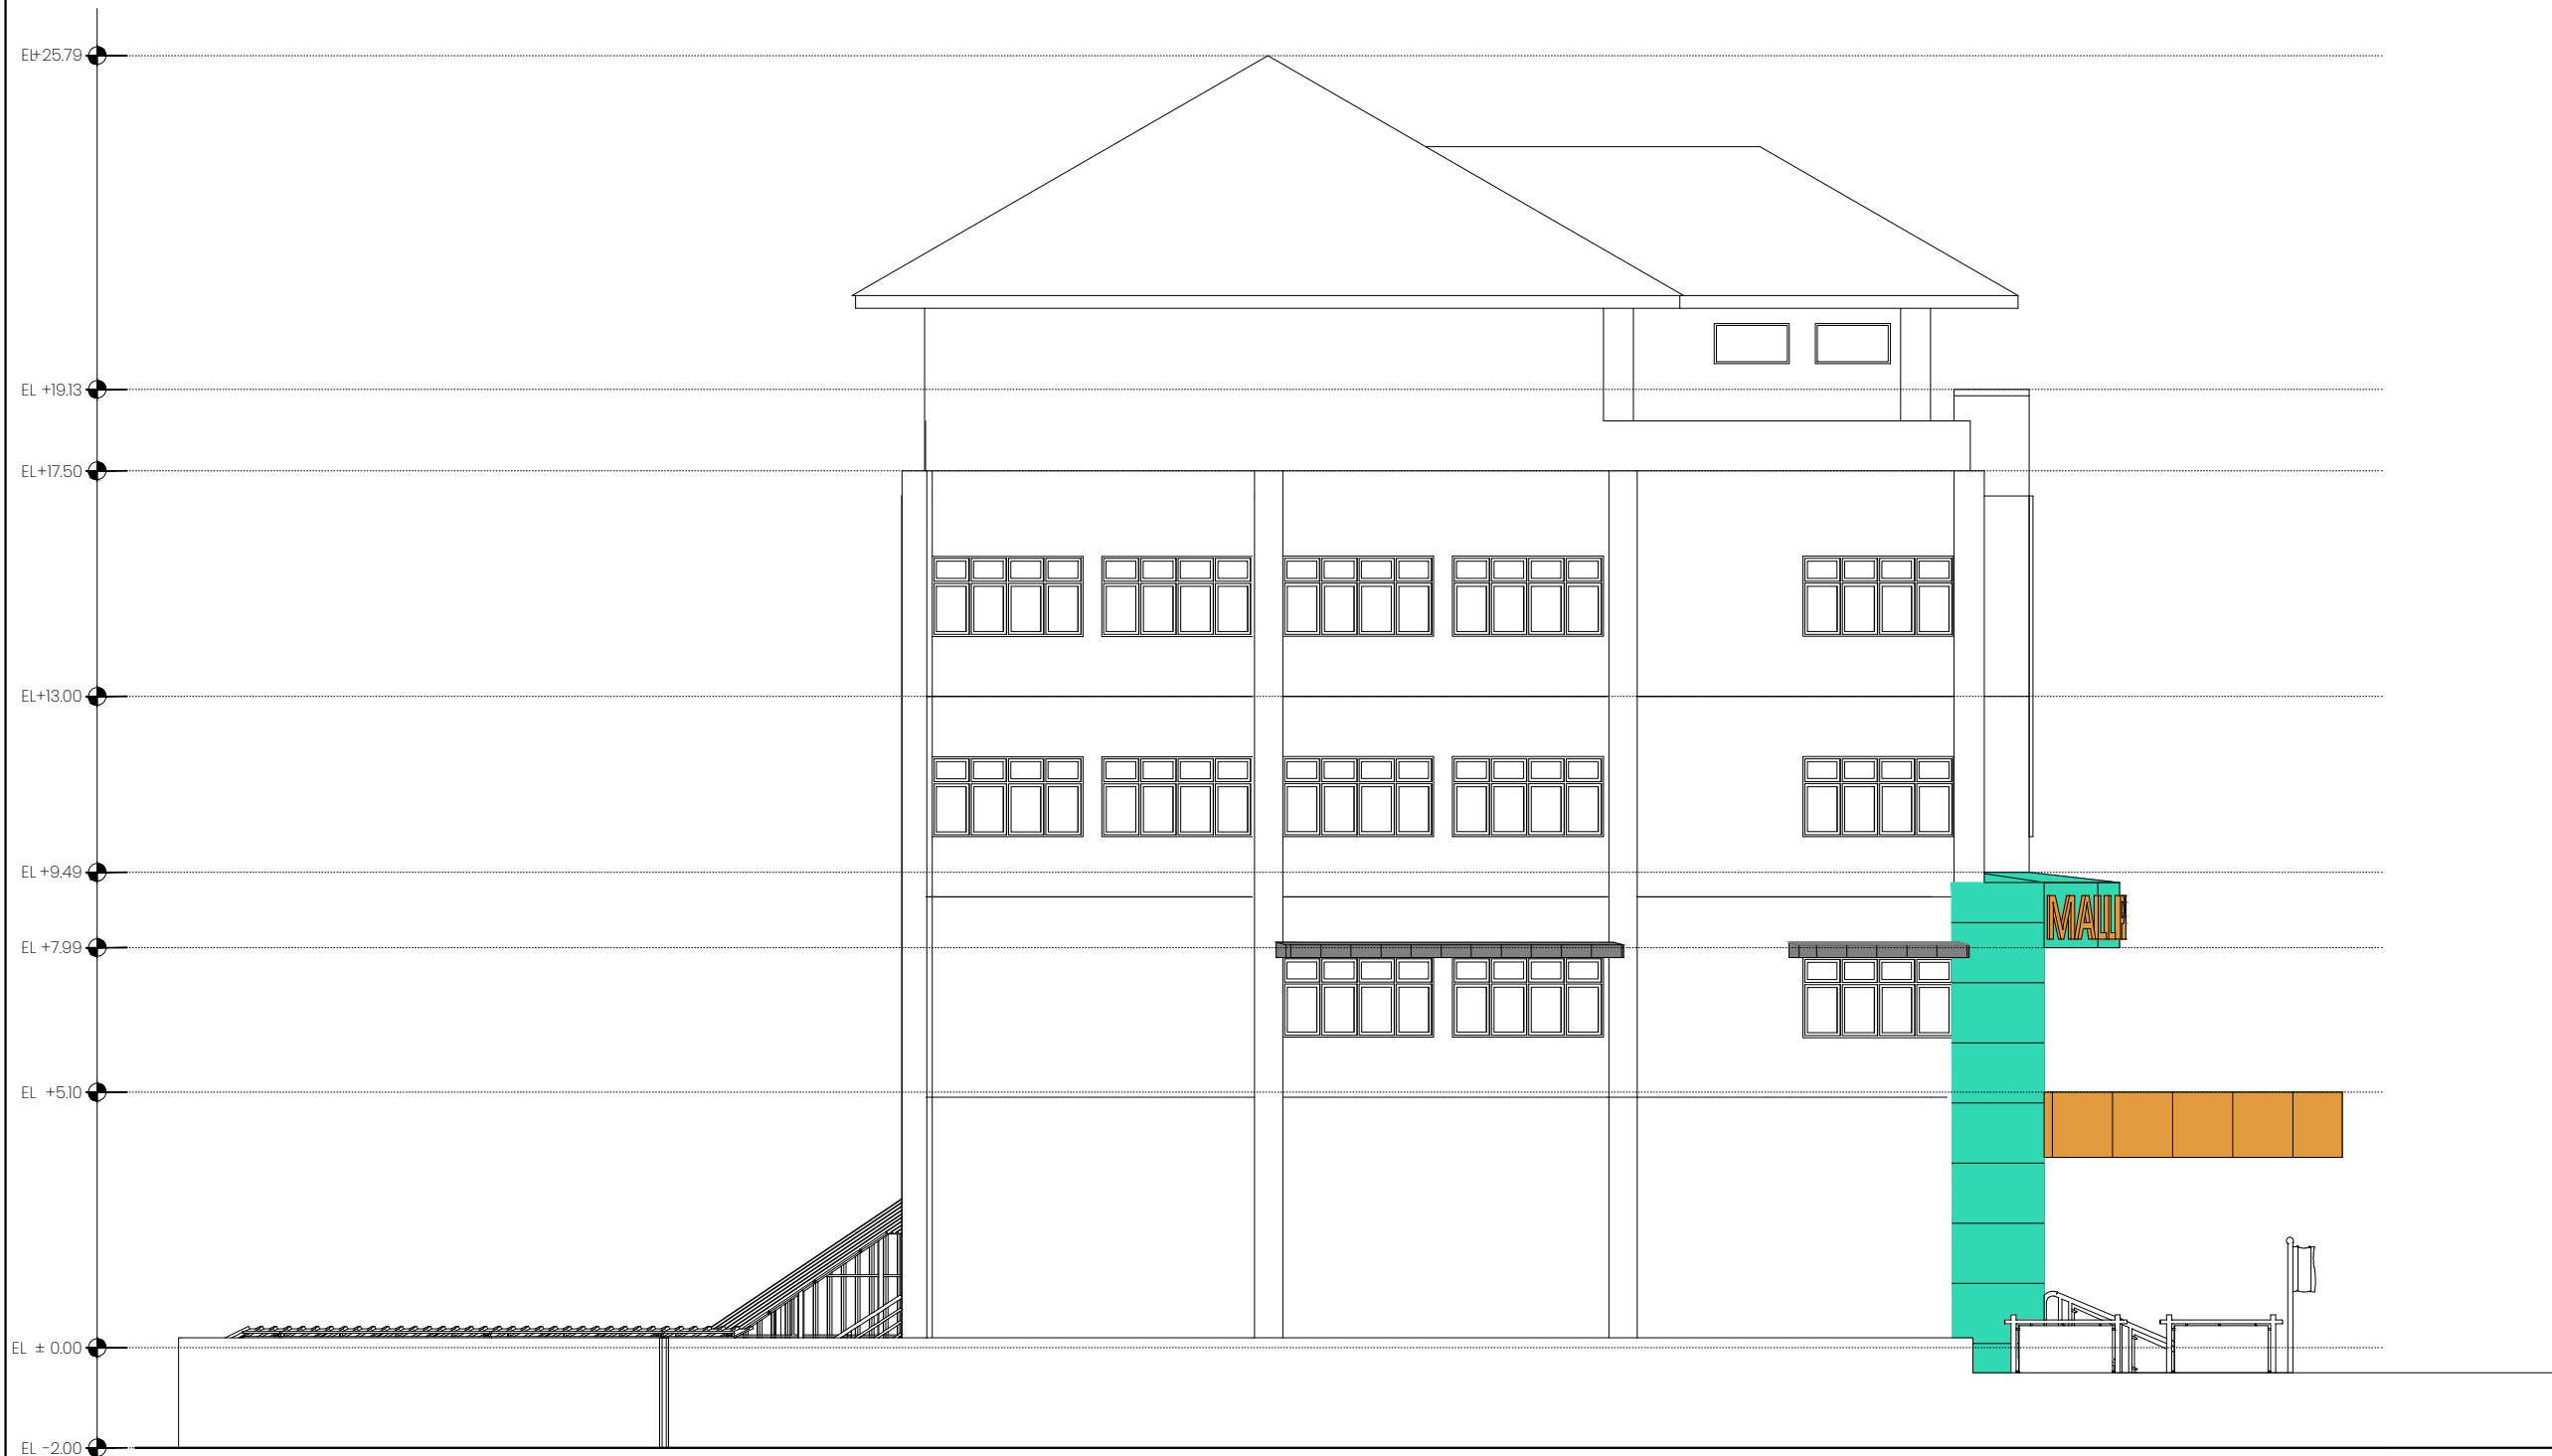 EL+25.79
EL +19.13
EL+17.50
EL+13.00
EL +9.49
MALL
EL +7.99
EL +5.10
EL ± 0.00
EL -2.00